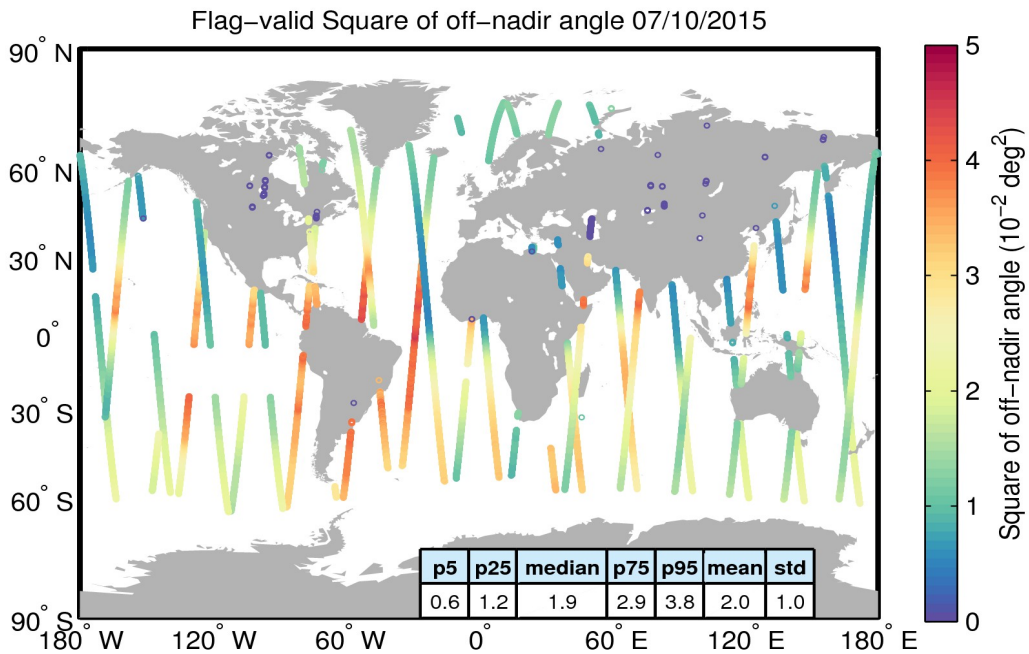 Flag−valid Square of off−nadir angle 07/10/2015
90° N
60° N
30° N
0°
30° S
60° S
90° S
180° W
120° W
60° W
0°
60° E
120° E
180° E
p5 p25 median p75 p95 mean std
0.6 1.2 1.9 2.9 3.8 2.0 1.0
5
4
3
2
1
0
Square of off−nadir angle (10⁻² deg²)